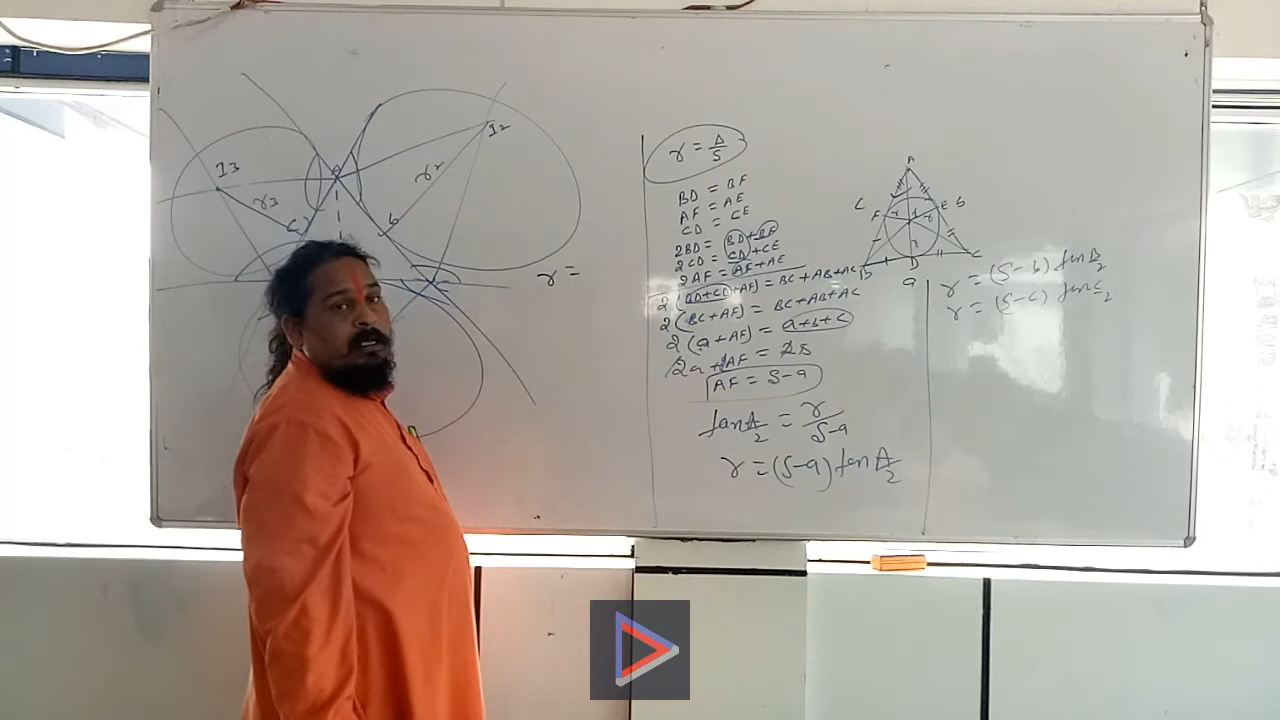 I3
I2
r3
r2
r =
r = Δ/S
BD = BF
AF = AE
CD = CE
2BD = BD + BF
2CD = CD + CE
2AF = AF + AE
2(BD+CD+AF) = BC + AB + AC
2(BC + AF) = BC + AB + AC
2(a + AF) = a+b+c
2a + 2AF = 2S
AF = S-a
tan A/2 = r/S-a
r = (S-a) tan A/2
A
C
F
E
b
r
r
r
B
D
C
a
r = (S-b) tan B/2
r = (S-c) tan C/2